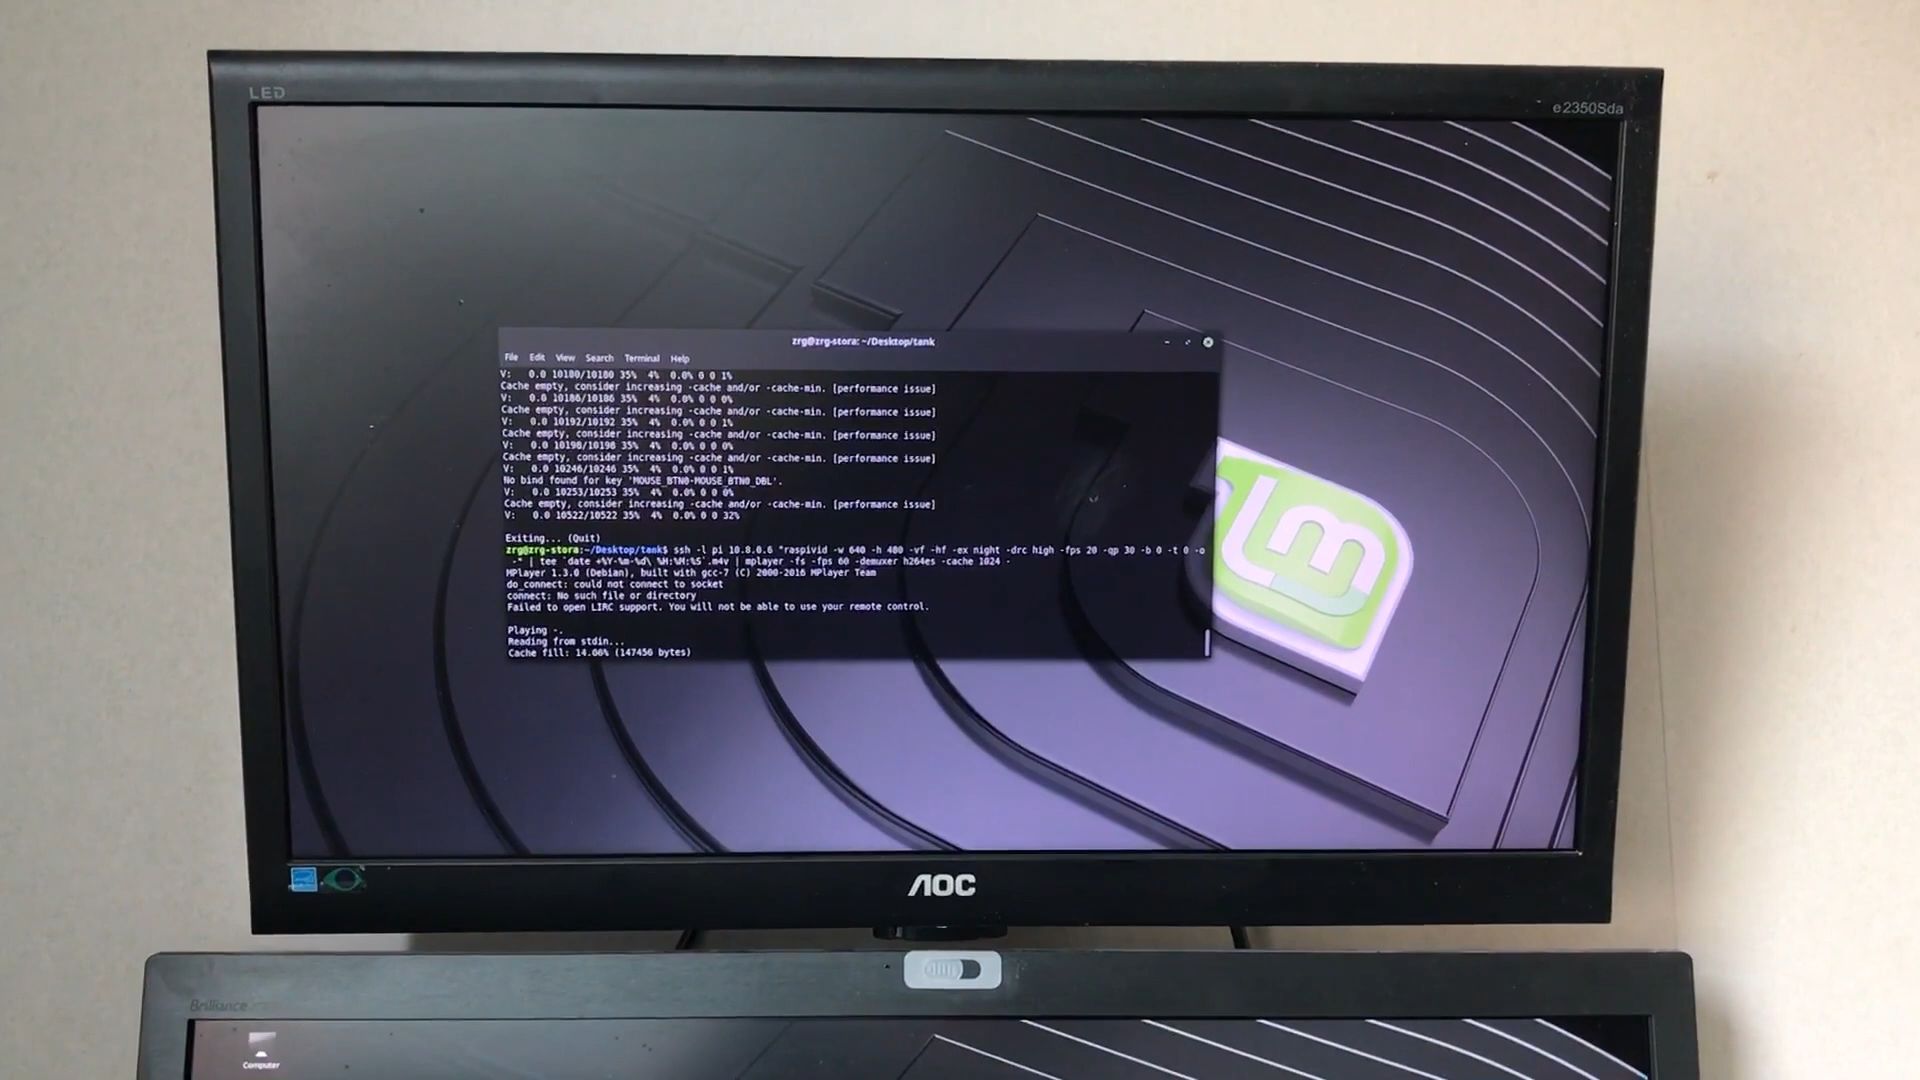 LED
e2350Sda
zrg@zrg-stora: ~/Desktop/tank
File Edit View Search Terminal Help
V: 0.0 10180/10180 35% 4% 0.0% 0 0 1%
Cache empty, consider increasing -cache and/or -cache-min. [performance issue]
V: 0.0 10186/10186 35% 4% 0.0% 0 0 0%
Cache empty, consider increasing -cache and/or -cache-min. [performance issue]
V: 0.0 10192/10192 35% 4% 0.0% 0 0 1%
Cache empty, consider increasing -cache and/or -cache-min. [performance issue]
V: 0.0 10198/10198 35% 4% 0.0% 0 0 0%
Cache empty, consider increasing -cache and/or -cache-min. [performance issue]
V: 0.0 10246/10246 35% 4% 0.0% 0 0 1%
No bind found for key 'MOUSE_BTN0-MOUSE_BTN0_DBL'.
V: 0.0 10253/10253 35% 4% 0.0% 0 0 0%
Cache empty, consider increasing -cache and/or -cache-min. [performance issue]
V: 0.0 10522/10522 35% 4% 0.0% 0 0 32%
Exiting... (Quit)
zrg@zrg-stora:~/Desktop/tank$ ssh -l pi 10.8.0.6 "raspivid -w 640 -h 480 -vf -hf -ex night -drc high -fps 20 -qp 30 -b 0 -t 0 -o
-" | tee `date +%Y-%m-%d\ %H:%M:%S`.m4v | mplayer -fs -fps 60 -demuxer h264es -cache 1024 -
MPlayer 1.3.0 (Debian), built with gcc-7 (C) 2000-2016 MPlayer Team
do_connect: could not connect to socket
connect: No such file or directory
Failed to open LIRC support. You will not be able to use your remote control.
Playing -.
Reading from stdin...
Cache fill: 14.06% (147456 bytes)
AOC
Brilliance
Computer